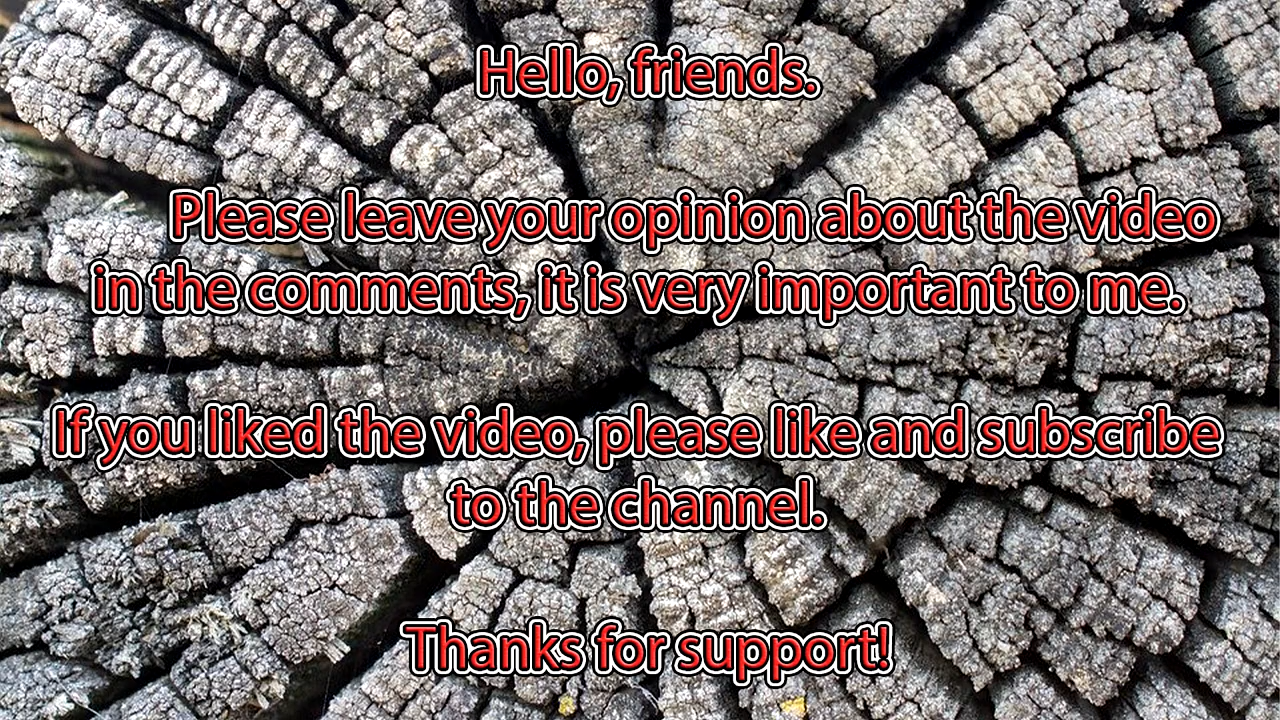 Hello, friends.
Please leave your opinion about the video
in the comments, it is very important to me.
If you liked the video, please like and subscribe
to the channel.
Thanks for support!